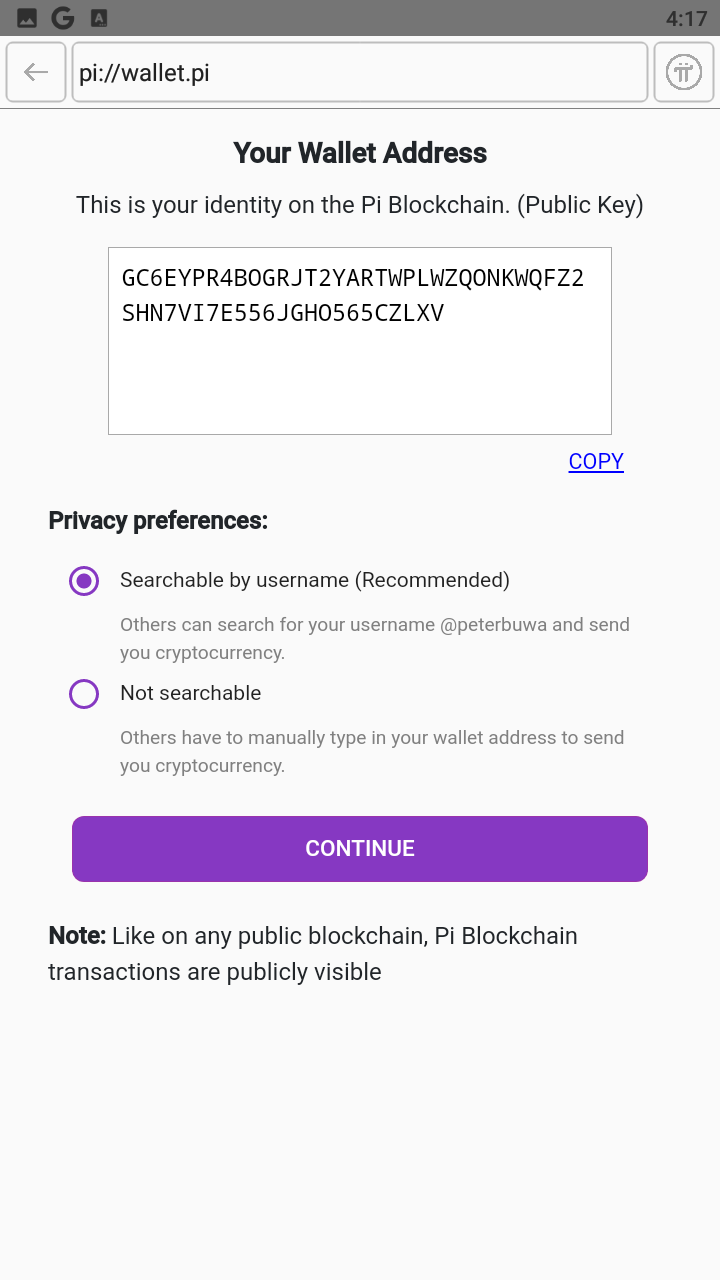 4:17
pi://wallet.pi
Your Wallet Address
This is your identity on the Pi Blockchain. (Public Key)
GC6EYPR4BOGRJT2YARTWPLWZQONKWQFZ2
SHN7VI7E556JGHO565CZLXV
COPY
Privacy preferences:
Searchable by username (Recommended)
Others can search for your username @peterbuwa and send
you cryptocurrency.
Not searchable
Others have to manually type in your wallet address to send
you cryptocurrency.
CONTINUE
Note: Like on any public blockchain, Pi Blockchain
transactions are publicly visible